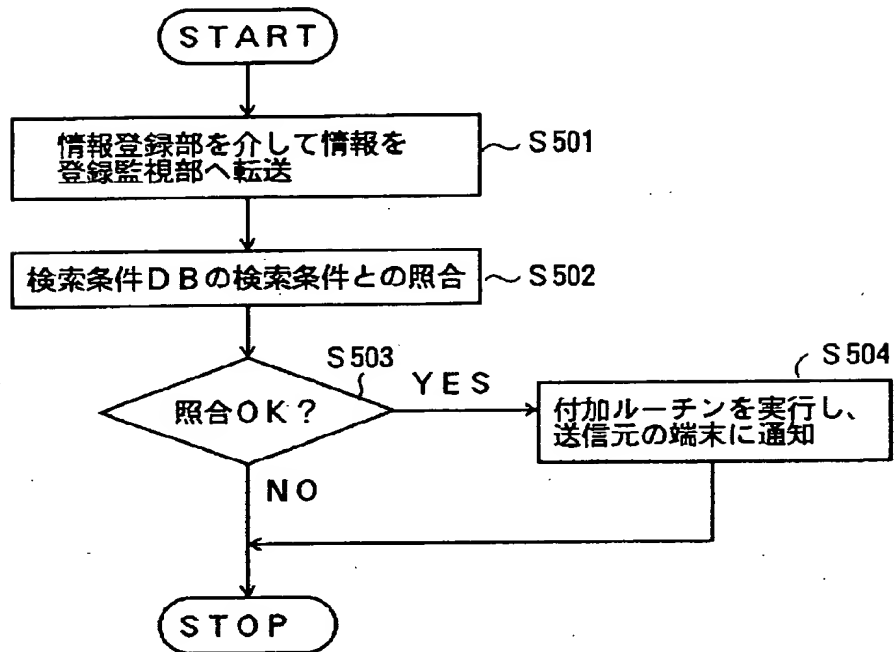 START
情報登録部を介して情報を
登録監視部へ転送
S501
検索条件DBの検索条件との照合
S502
S503
照合OK?
YES
S504
付加ルーチンを実行し、
送信元の端末に通知
NO
STOP